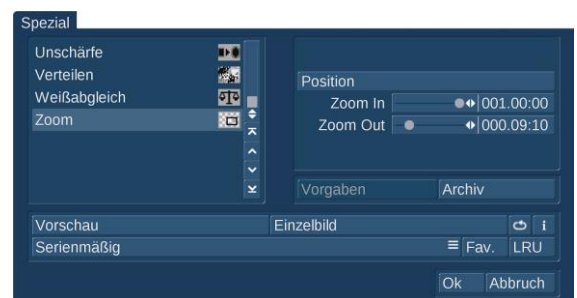 Spezial
Unschärfe
Verteilen
Weißabgleich
Zoom
Position
Zoom In 001.00:00
Zoom Out 000.09:10
Vorgaben Archiv
Vorschau Einzelbild i
Serienmäßig Fav. LRU
Ok Abbruch